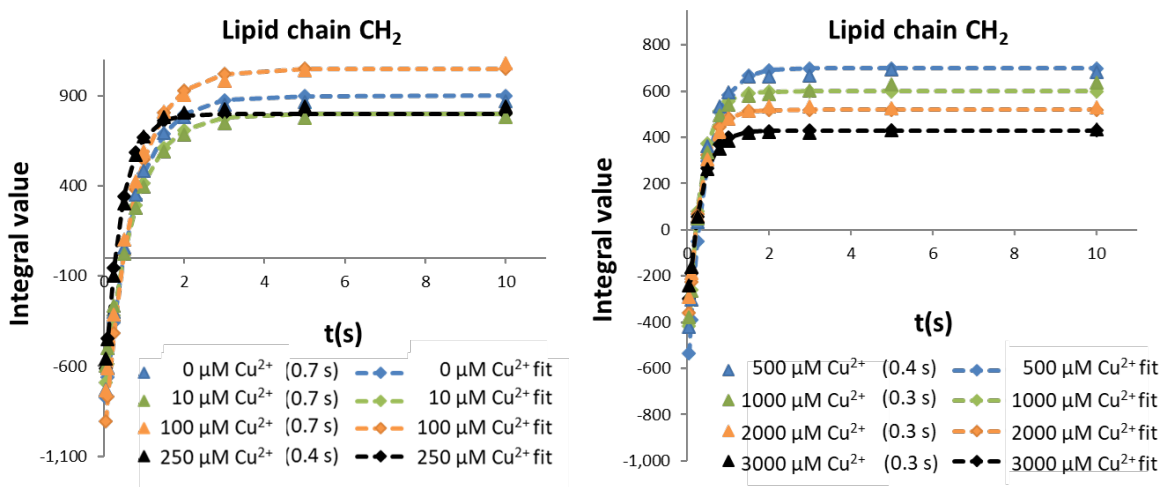 Lipid chain CH2
Integral value
900
400
-100
-600
-1,100
0 2 4 6 8 10
t(s)
0 µM Cu²⁺ (0.7 s) 0 µM Cu²⁺ fit
10 µM Cu²⁺ (0.7 s) 10 µM Cu²⁺ fit
100 µM Cu²⁺ (0.7 s) 100 µM Cu²⁺ fit
250 µM Cu²⁺ (0.4 s) 250 µM Cu²⁺ fit
Lipid chain CH2
Integral value
800
600
400
200
0
-200
-400
-600
-800
-1,000
0 2 4 6 8 10
t(s)
500 µM Cu²⁺ (0.4 s) 500 µM Cu²⁺ fit
1000 µM Cu²⁺ (0.3 s) 1000 µM Cu²⁺ fit
2000 µM Cu²⁺ (0.3 s) 2000 µM Cu²⁺ fit
3000 µM Cu²⁺ (0.3 s) 3000 µM Cu²⁺ fit